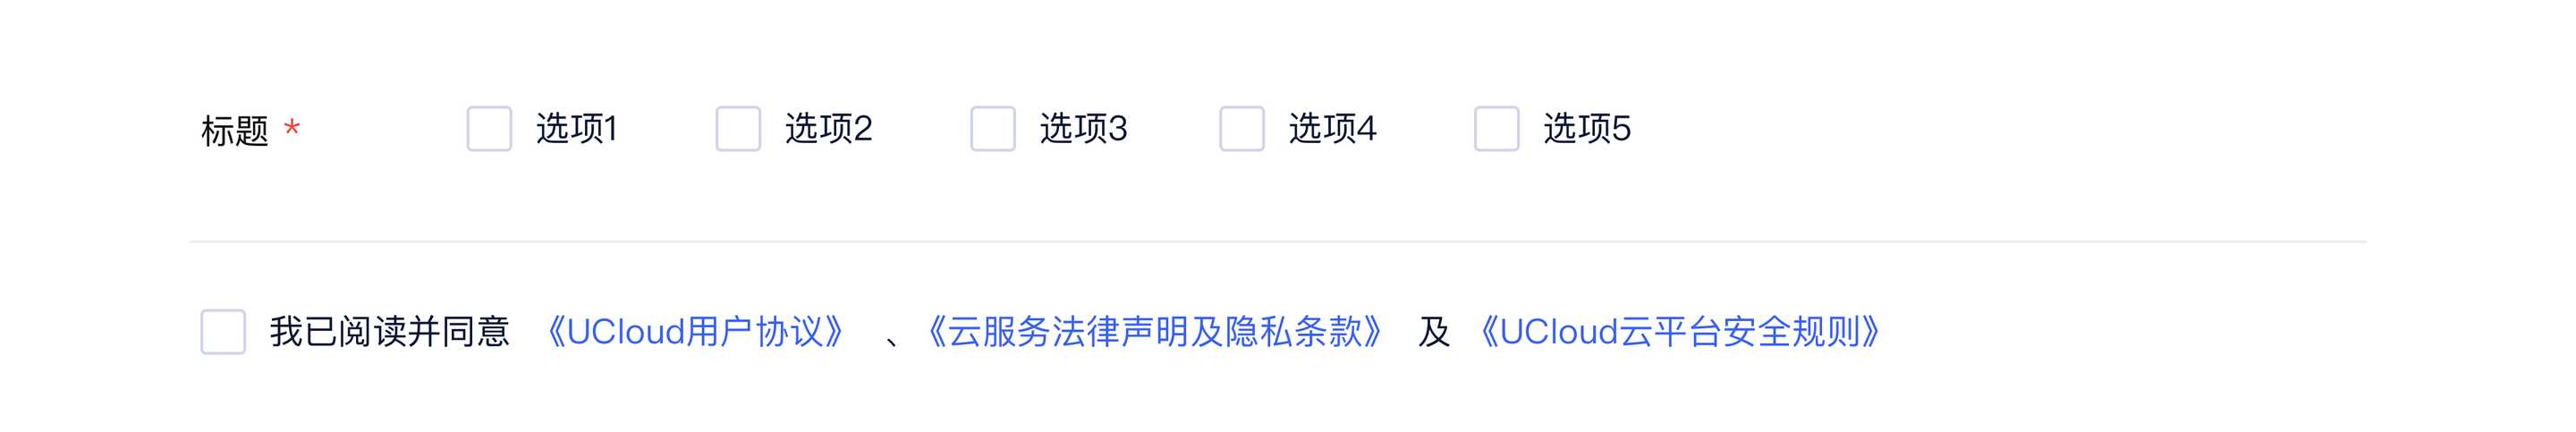 标题 * 选项1 选项2 选项3 选项4 选项5
我已阅读并同意 《UCloud用户协议》 、《云服务法律声明及隐私条款》 及 《UCloud云平台安全规则》